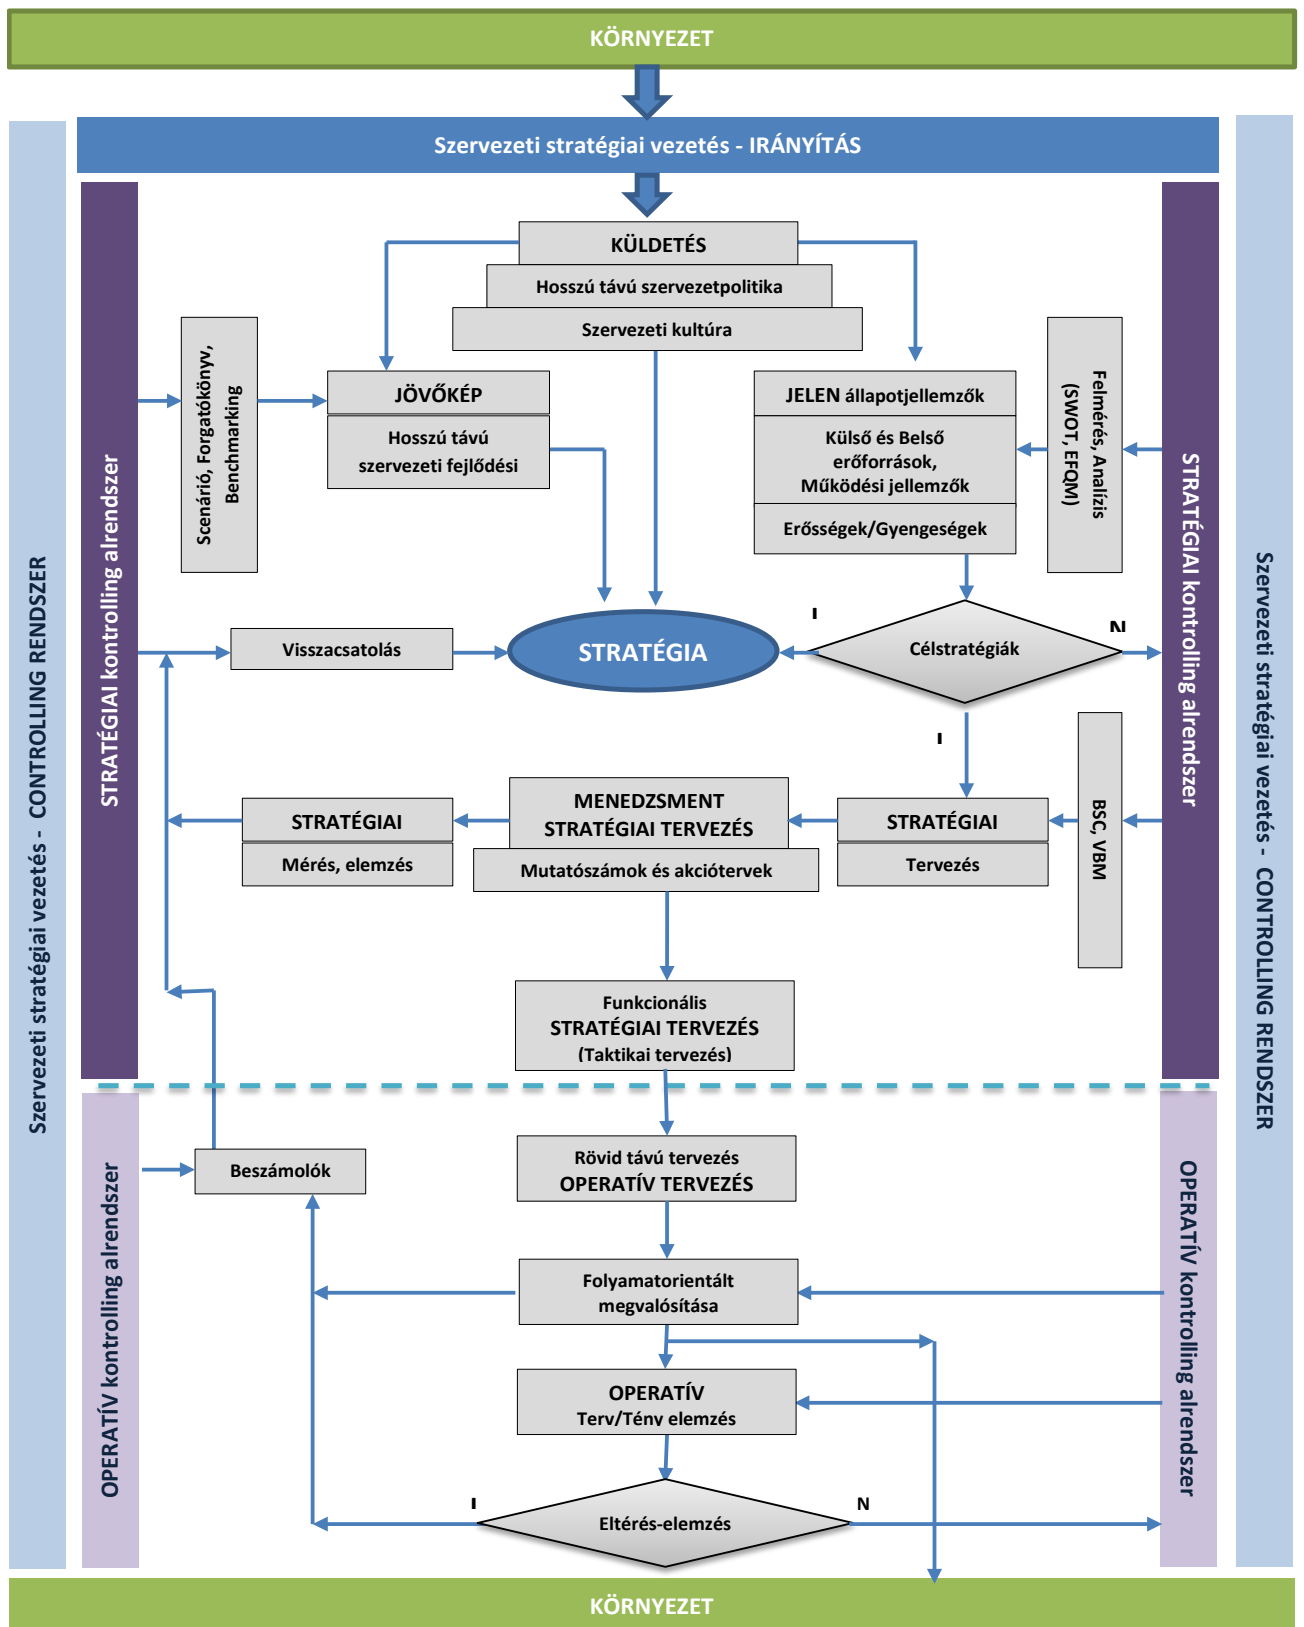 KÖRNYEZET
Szervezeti stratégiai vezetés - IRÁNYÍTÁS
Szervezeti stratégiai vezetés - CONTROLLING RENDSZER
STRATÉGIAI kontrolling alrendszer
KÜLDETÉS
Hosszú távú szervezetpolitika
Szervezeti kultúra
Scenárió, Forgatókönyv,
Benchmarking
JÖVŐKÉP
Hosszú távú
szervezeti fejlődési
JELEN állapotjellemzők
Külső és Belső
erőforrások,
Működési jellemzők
Erősségek/Gyengeségek
Felmérés, Analízis
(SWOT, EFQM)
STRATÉGIAI kontrolling alrendszer
Szervezeti stratégiai vezetés - CONTROLLING RENDSZER
Visszacsatolás
STRATÉGIA
I
Célstratégiák
N
I
STRATÉGIAI
Mérés, elemzés
MENEDZSMENT
STRATÉGIAI TERVEZÉS
Mutatószámok és akciótervek
STRATÉGIAI
Tervezés
BSC, VBM
Funkcionális
STRATÉGIAI TERVEZÉS
(Taktikai tervezés)
OPERATÍV kontrolling alrendszer
Beszámolók
Rövid távú tervezés
OPERATÍV TERVEZÉS
Folyamatorientált
megvalósítása
OPERATÍV
Terv/Tény elemzés
OPERATÍV kontrolling alrendszer
I
Eltérés-elemzés
N
KÖRNYEZET